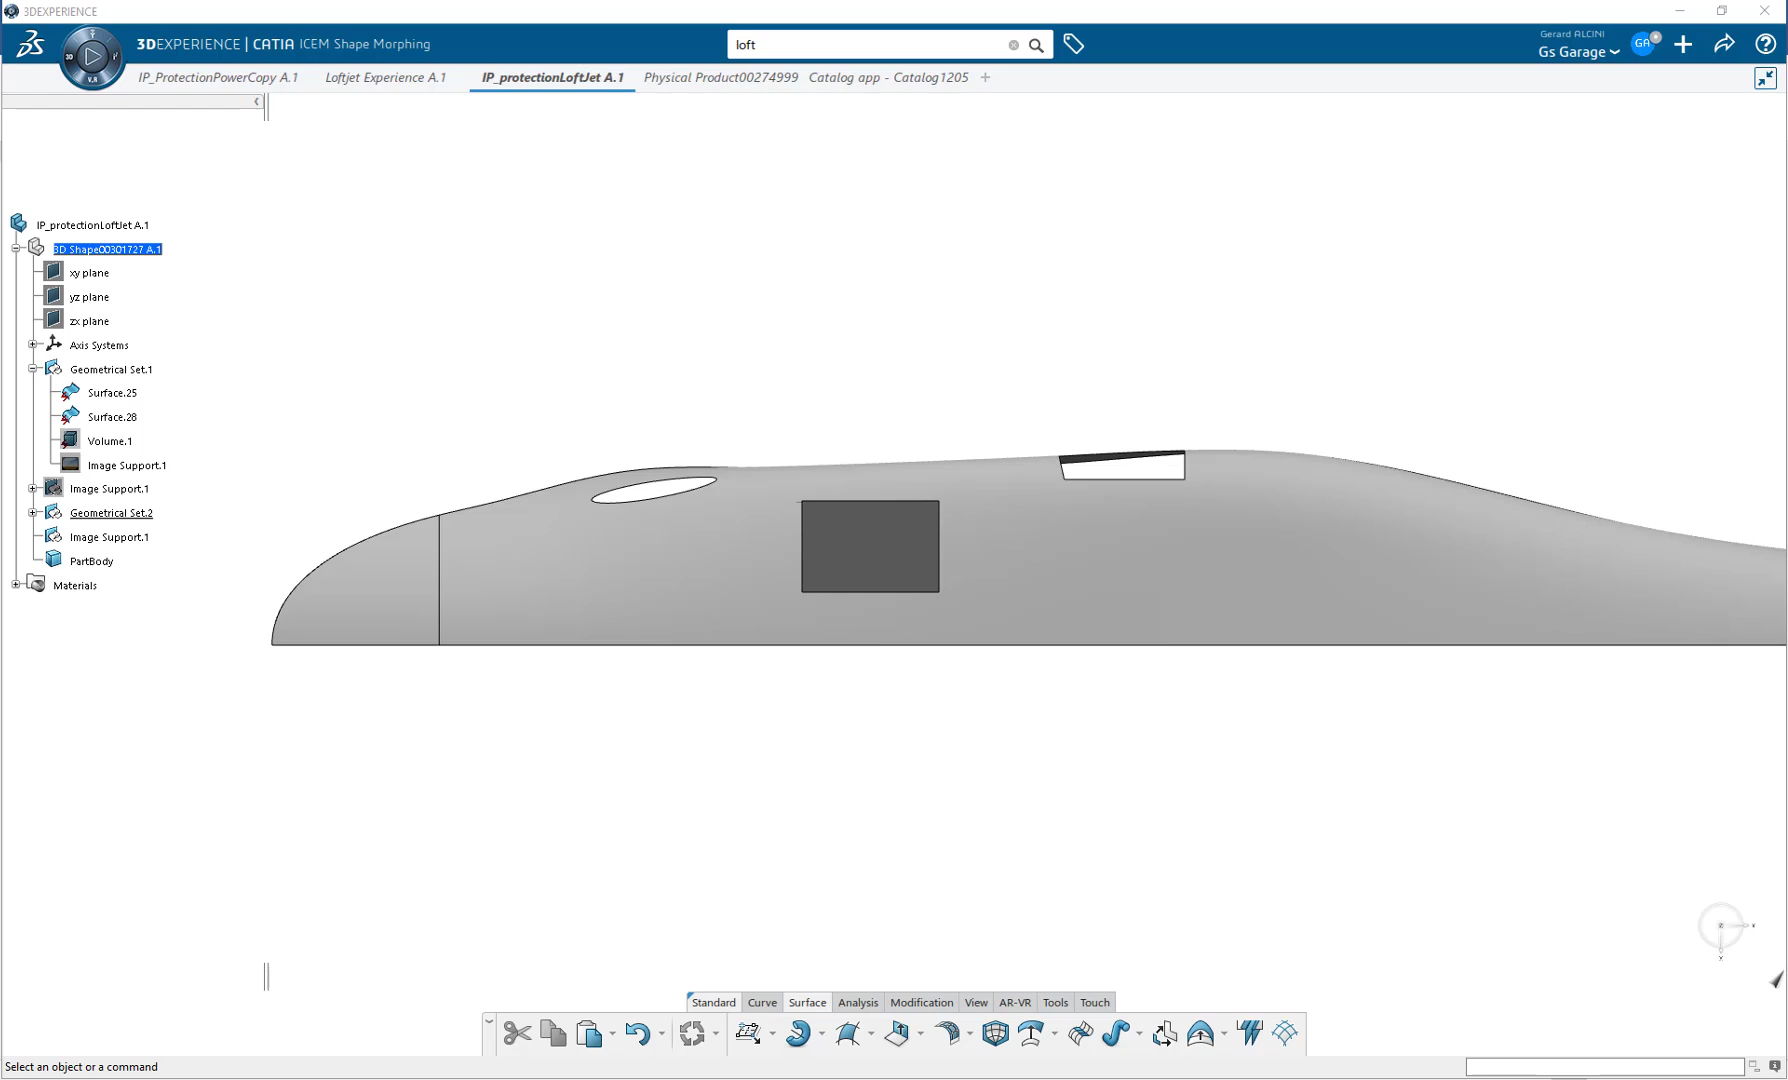 3DEXPERIENCE
3DEXPERIENCE | CATIA ICEM Shape Morphing
loft
Gerard ALCINI
Gs Garage
GA
3D
V.R
IP_ProtectionPowerCopy A.1
Loftjet Experience A.1
IP_protectionLoftJet A.1
Physical Product00274999
Catalog app - Catalog1205
IP_protectionLoftJet A.1
3D Shape00301727 A.1
xy plane
yz plane
zx plane
Axis Systems
Geometrical Set.1
Surface.25
Surface.28
Volume.1
Image Support.1
Image Support.1
Geometrical Set.2
Image Support.1
PartBody
Materials
Standard
Curve
Surface
Analysis
Modification
View
AR-VR
Tools
Touch
Select an object or a command